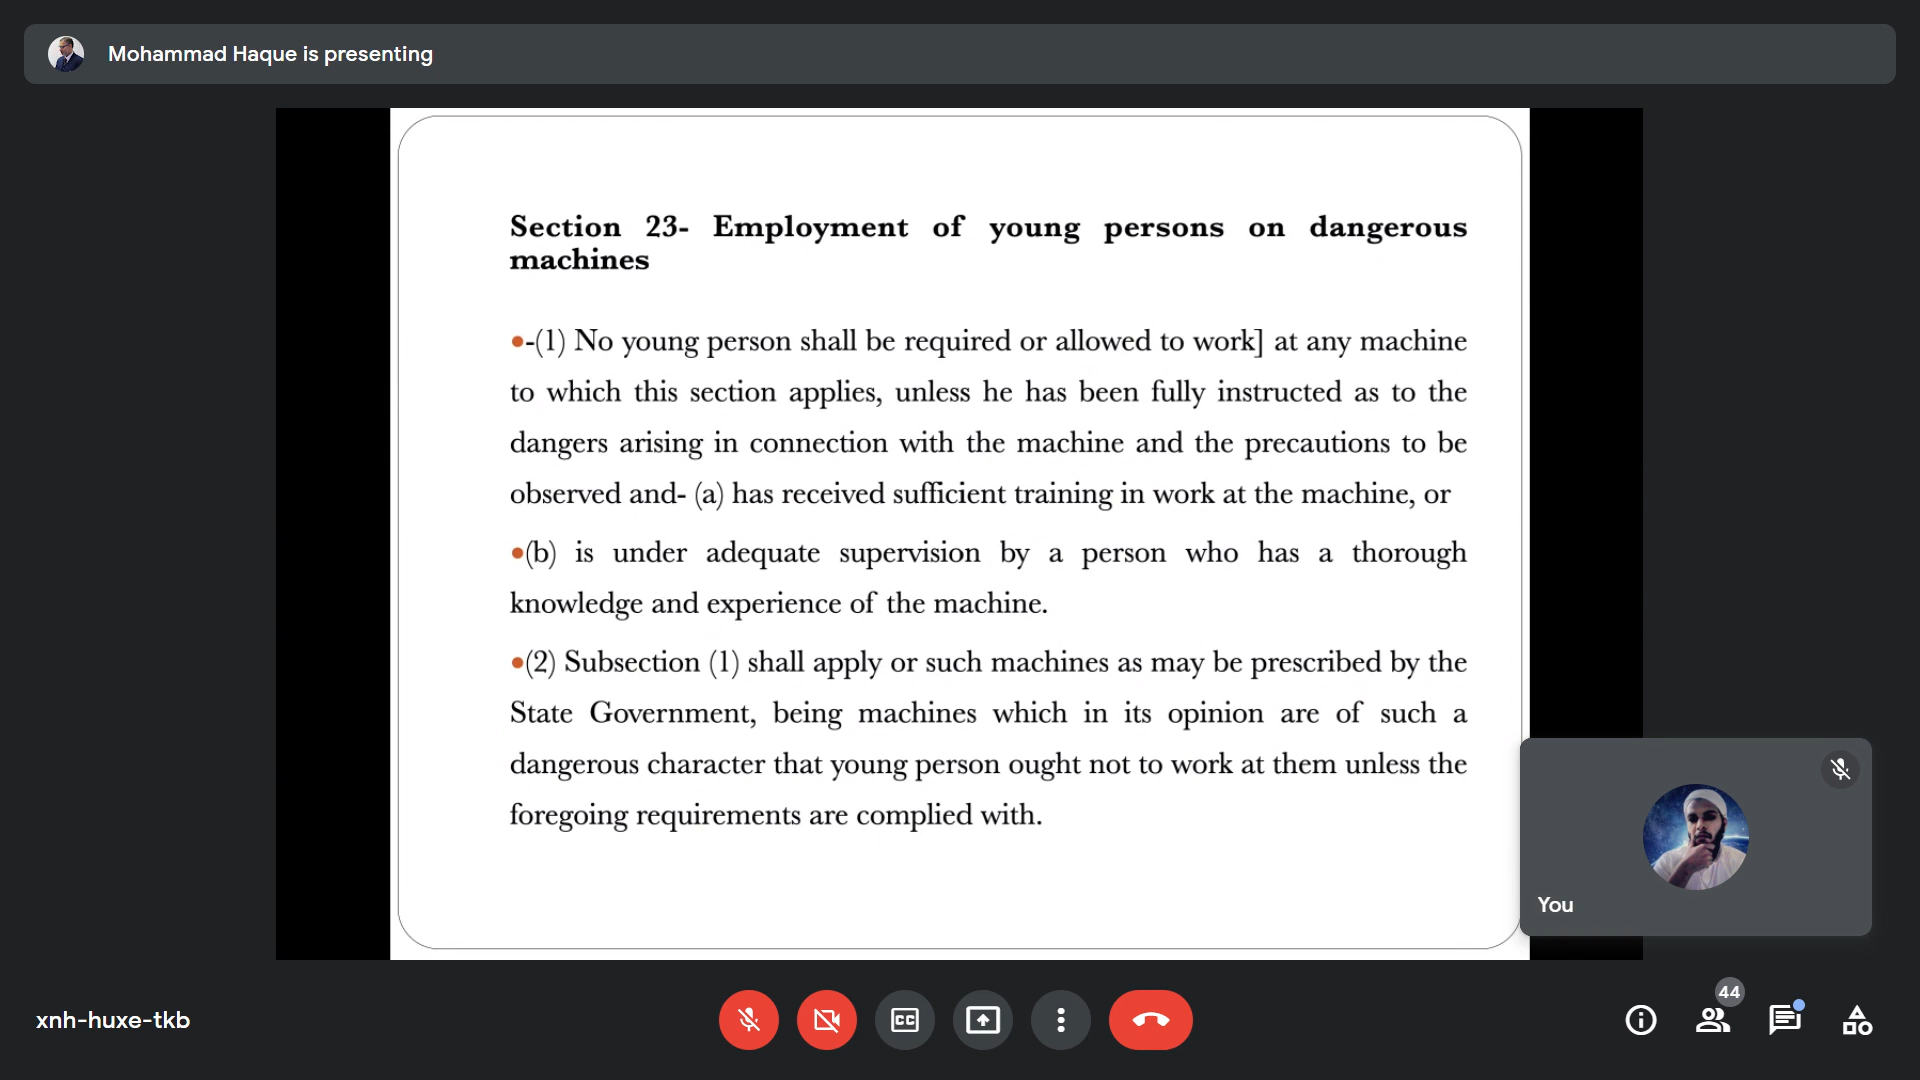 Mohammad Haque is presenting
Section 23- Employment of young persons on dangerous
machines
•-(1) No young person shall be required or allowed to work] at any machine
to which this section applies, unless he has been fully instructed as to the
dangers arising in connection with the machine and the precautions to be
observed and- (a) has received sufficient training in work at the machine, or
•(b) is under adequate supervision by a person who has a thorough
knowledge and experience of the machine.
•(2) Subsection (1) shall apply or such machines as may be prescribed by the
State Government, being machines which in its opinion are of such a
dangerous character that young person ought not to work at them unless the
foregoing requirements are complied with.
You
xnh-huxe-tkb
CC
44